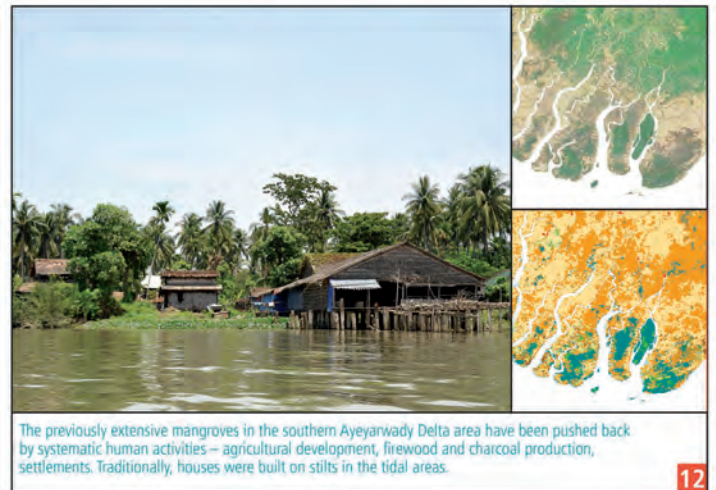 The previously extensive mangroves in the southern Ayeyarwady Delta area have been pushed back
by systematic human activities – agricultural development, firewood and charcoal production,
settlements. Traditionally, houses were built on stilts in the tidal areas.
12